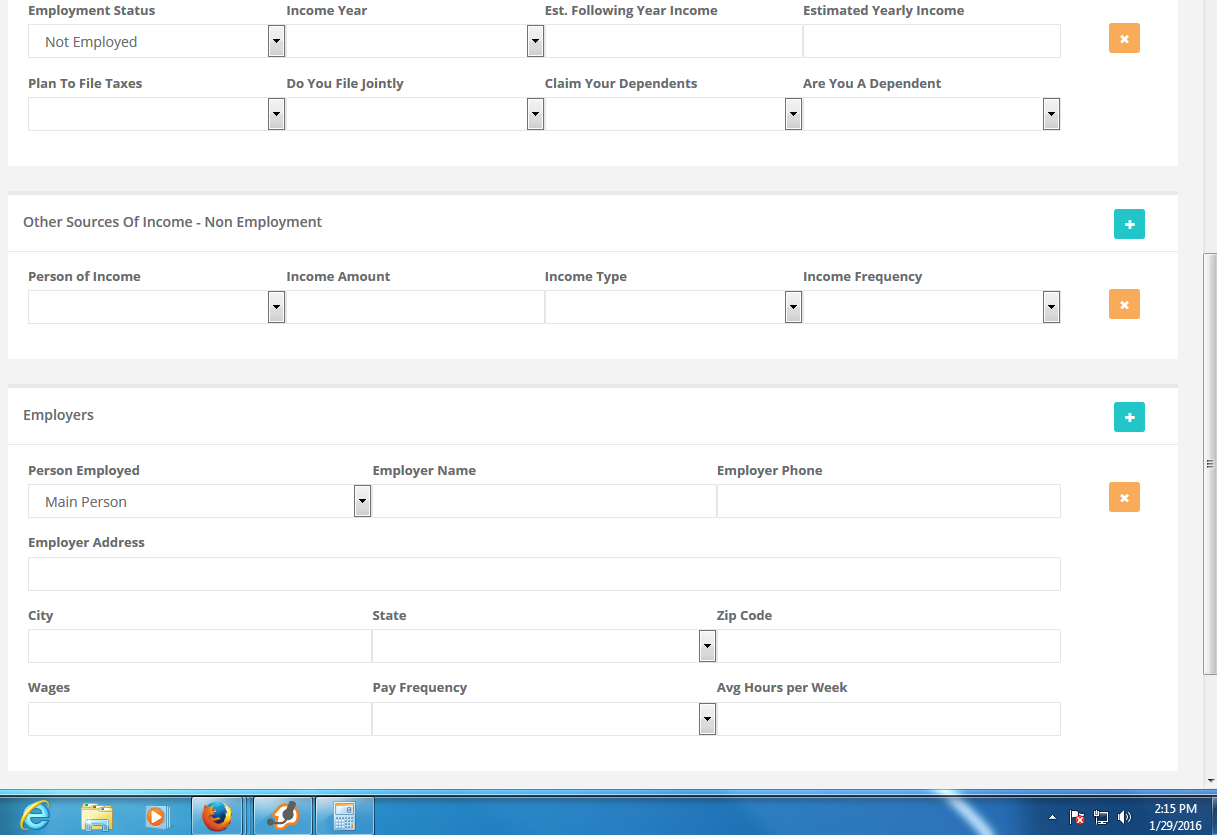 Employment Status Income Year Est. Following Year Income Estimated Yearly Income
Not Employed
Plan To File Taxes Do You File Jointly Claim Your Dependents Are You A Dependent
Other Sources Of Income - Non Employment
Person of Income Income Amount Income Type Income Frequency
Employers
Person Employed Employer Name Employer Phone
Main Person
Employer Address
City State Zip Code
Wages Pay Frequency Avg Hours per Week
2:15 PM
1/29/2016